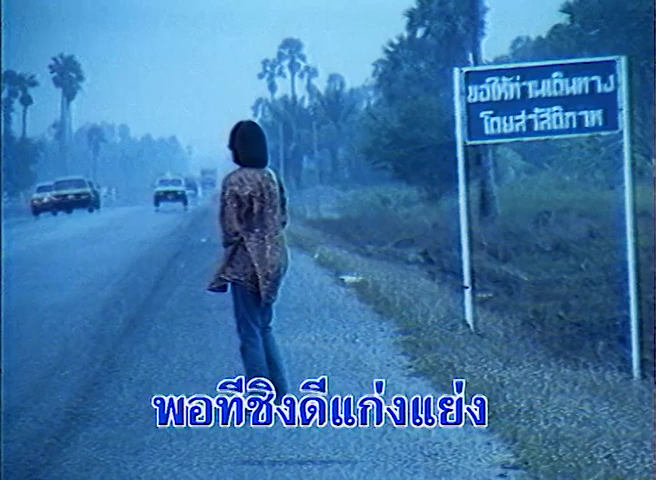 ขอให้ท่านเดินทาง
โดยสวัสดิภาพ
พอทีชิงดีแก่งแย่ง